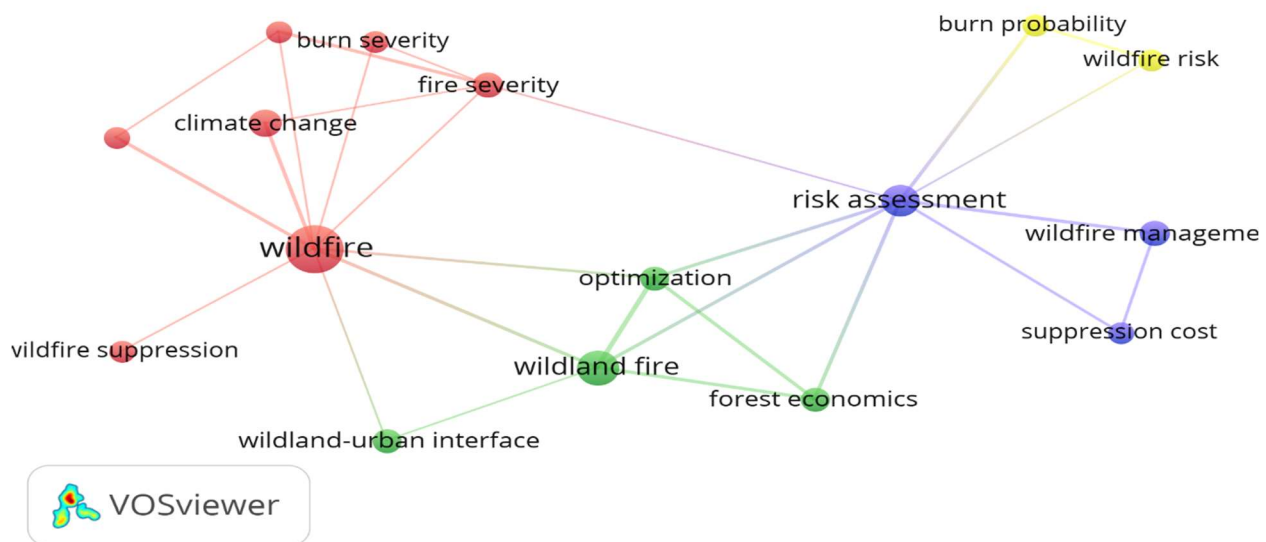 burn probability
burn severity
wildfire risk
fire severity
climate change
risk assessment
wildfire manageme
wildfire
optimization
suppression cost
vildfire suppression
wildland fire
forest economics
wildland-urban interface
VOSviewer